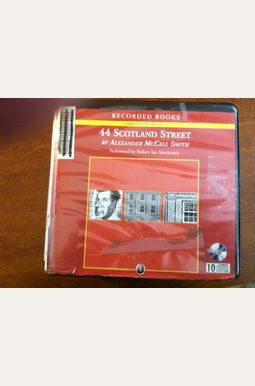 RECORDED BOOKS
44 SCOTLAND STREET
BY ALEXANDER MCCALL SMITH
Performed by Robert Ian Mackenzie
10